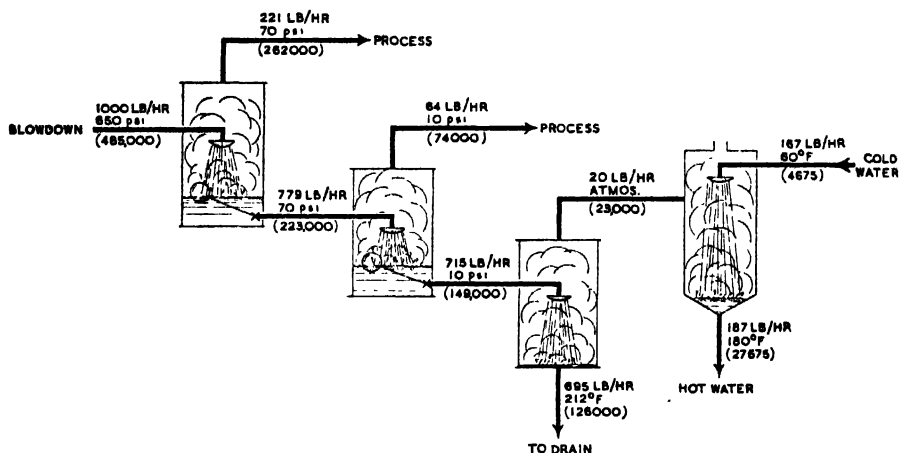 221 LB/HR
70 psi
(262000)
PROCESS
1000 LB/HR
650 psi
(485,000)
BLOWDOWN
64 LB/HR
10 psi
(74000)
PROCESS
167 LB/HR
60°F
(4675)
COLD
WATER
20 LB/HR
ATMOS.
(23,000)
779 LB/HR
70 psi
(223,000)
715 LB/HR
10 psi
(149,000)
187 LB/HR
180°F
(27675)
HOT WATER
695 LB/HR
212°F
(126000)
TO DRAIN